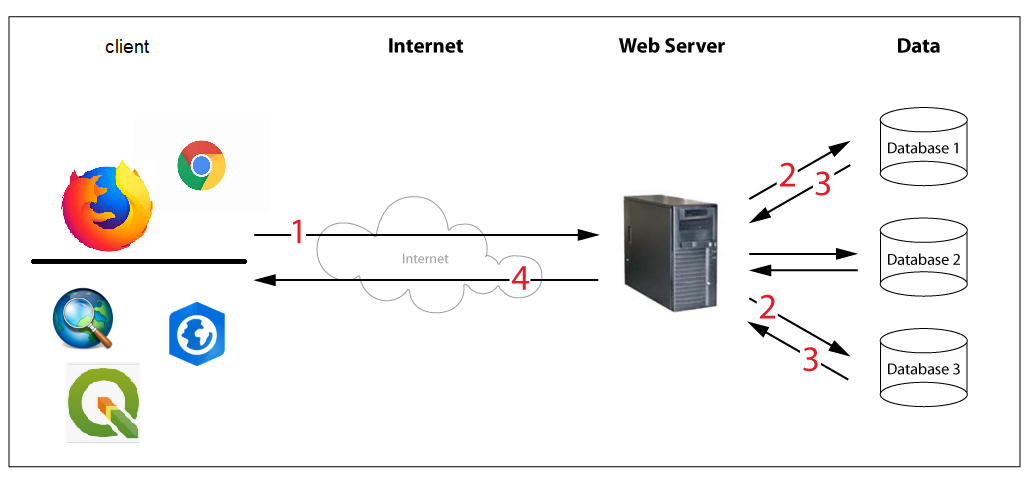 client
Internet
Web Server
Data
Database 1
2
3
1
Internet
Database 2
4
2
3
Database 3